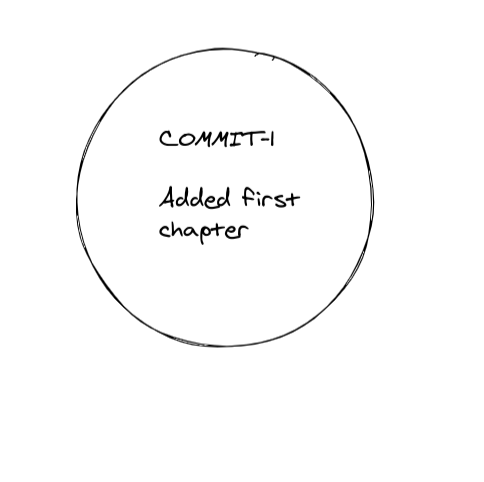 COMMIT-1
Added first
chapter